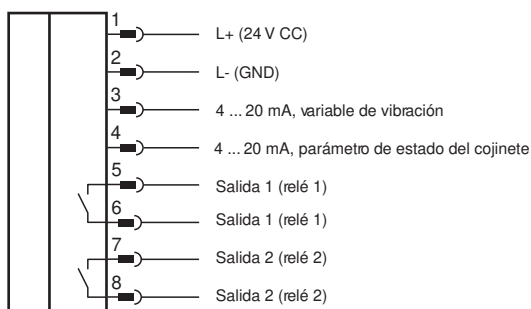 1 L+ (24 V CC)
2 L- (GND)
3 4 ... 20 mA, variable de vibración
4 4 ... 20 mA, parámetro de estado del cojinete
5 Salida 1 (relé 1)
6 Salida 1 (relé 1)
7 Salida 2 (relé 2)
8 Salida 2 (relé 2)